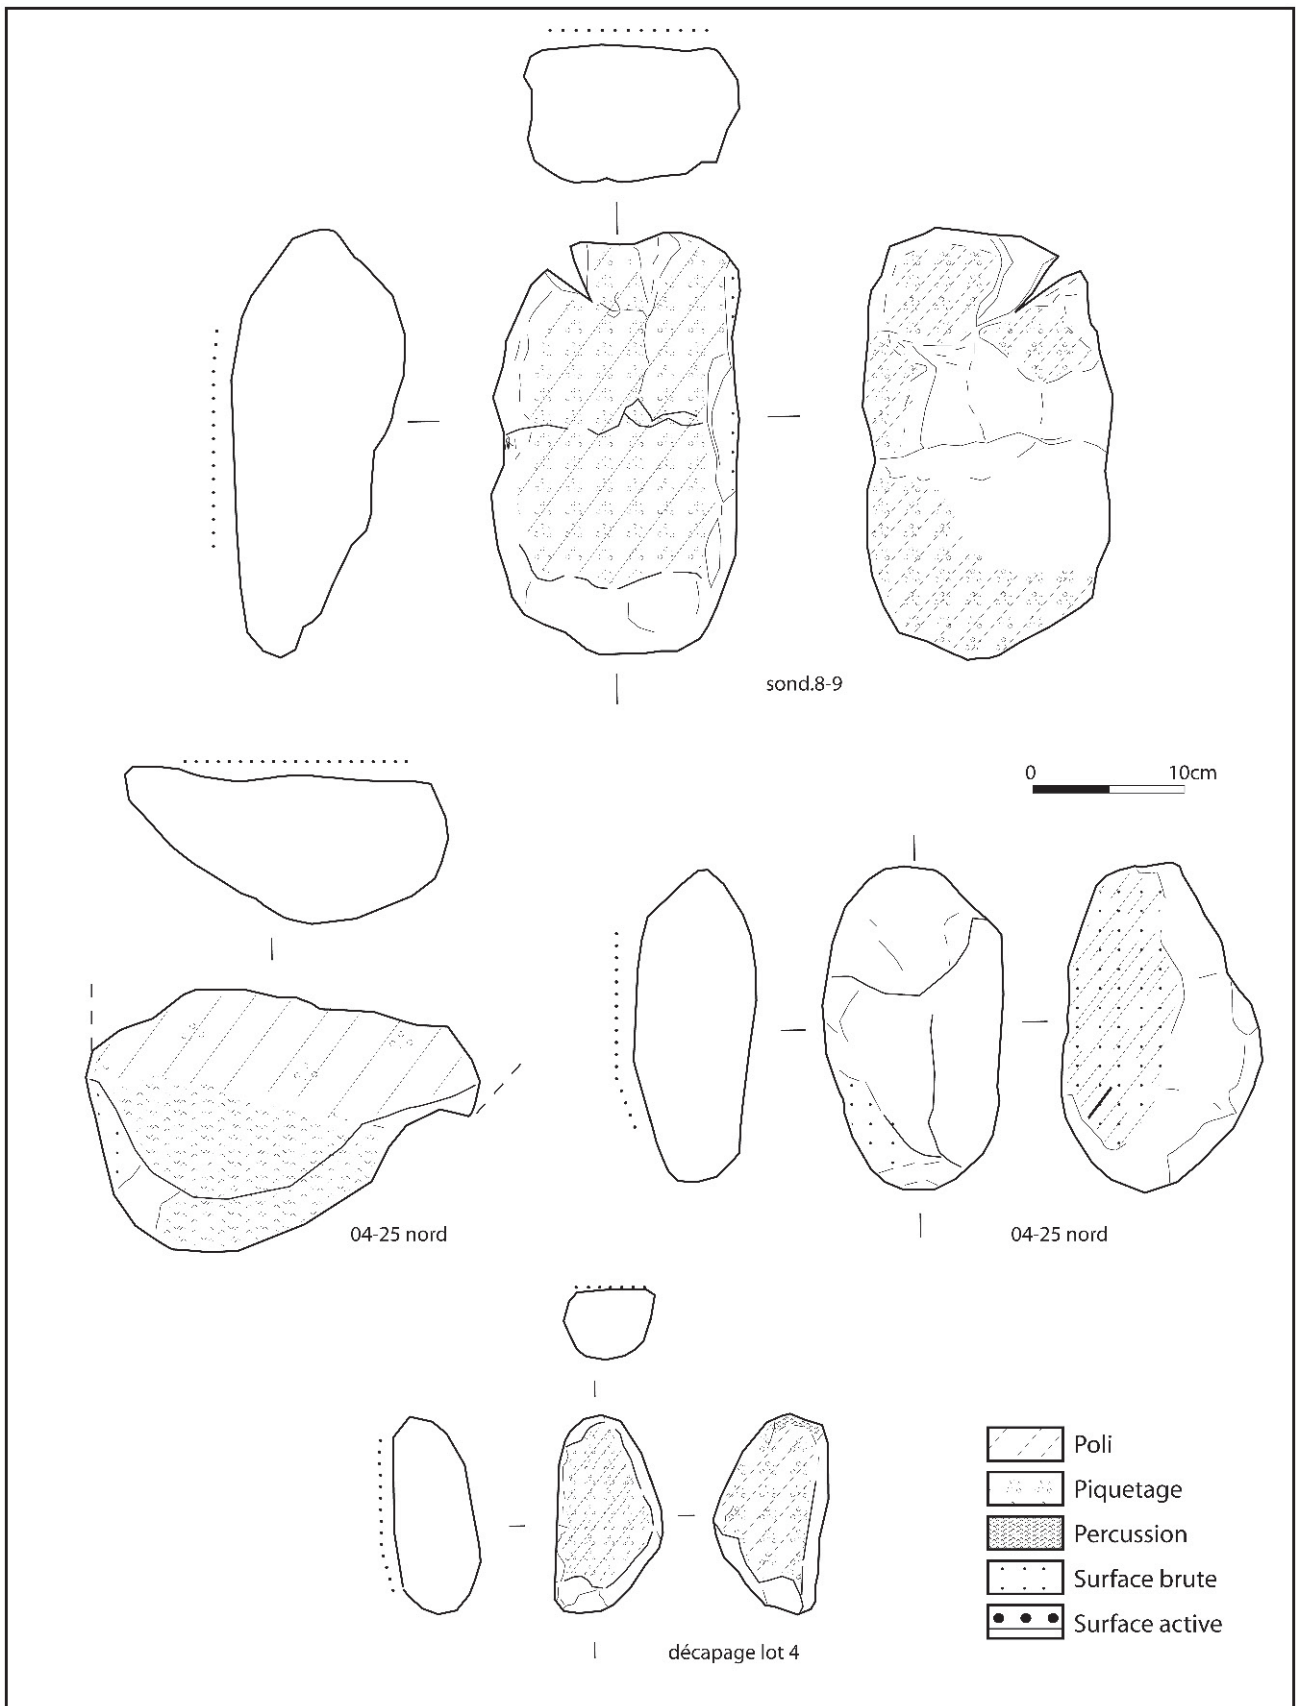 sond.8-9
0 10cm
04-25 nord
04-25 nord
Poli
Piquetage
Percussion
Surface brute
Surface active
décapage lot 4